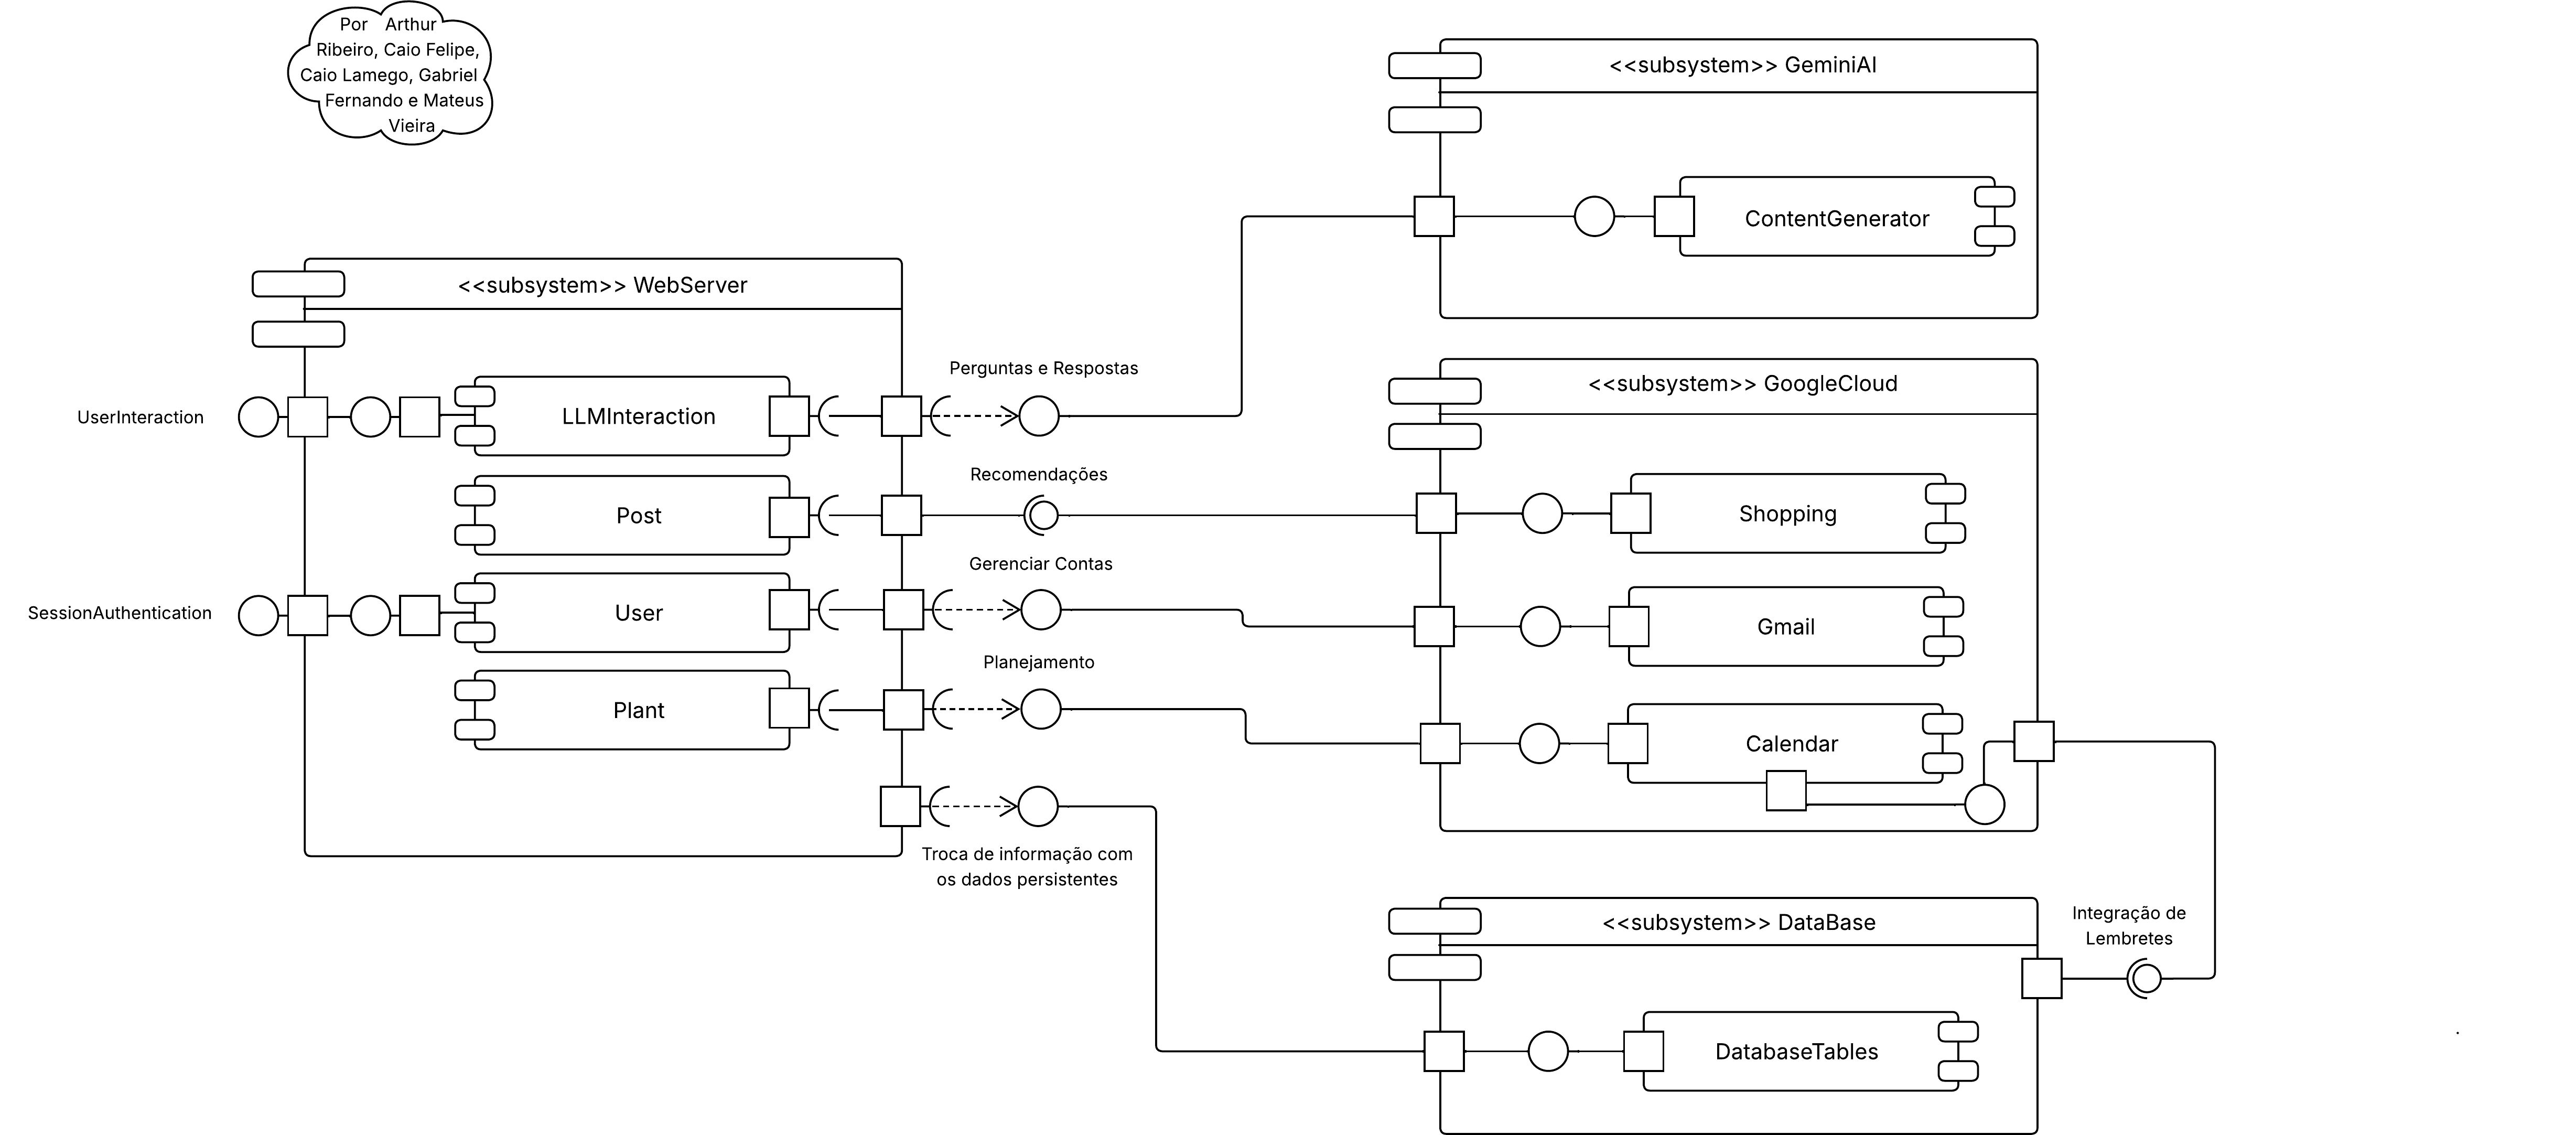 Por Arthur
Ribeiro, Caio Felipe,
Caio Lamego, Gabriel
Fernando e Mateus
Vieira
<<subsystem>> GeminiAI
ContentGenerator
<<subsystem>> WebServer
UserInteraction
LLMInteraction
Post
SessionAuthentication
User
Plant
Perguntas e Respostas
Recomendações
Gerenciar Contas
Planejamento
Troca de informação com
os dados persistentes
<<subsystem>> GoogleCloud
Shopping
Gmail
Calendar
<<subsystem>> DataBase
DatabaseTables
Integração de
Lembretes